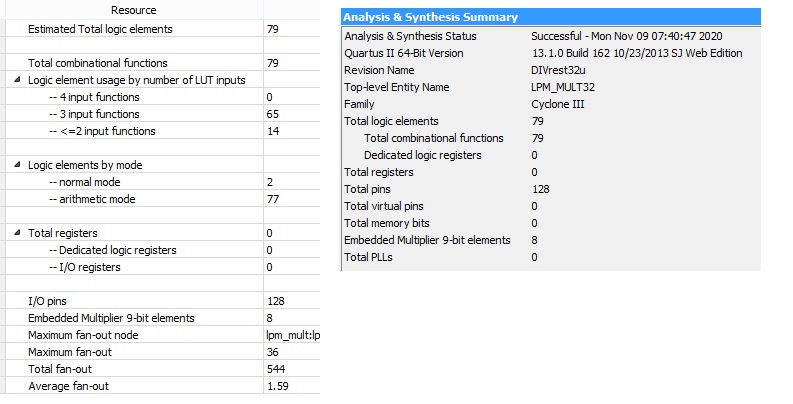 Resource
Estimated Total logic elements 79
Total combinational functions 79
Logic element usage by number of LUT inputs
-- 4 input functions 0
-- 3 input functions 65
-- <=2 input functions 14
Logic elements by mode
-- normal mode 2
-- arithmetic mode 77
Total registers 0
-- Dedicated logic registers 0
-- I/O registers 0
I/O pins 128
Embedded Multiplier 9-bit elements 8
Maximum fan-out node lpm_mult:lp
Maximum fan-out 36
Total fan-out 544
Average fan-out 1.59
Analysis & Synthesis Summary
Analysis & Synthesis Status Successful - Mon Nov 09 07:40:47 2020
Quartus II 64-Bit Version 13.1.0 Build 162 10/23/2013 SJ Web Edition
Revision Name DIVrest32u
Top-level Entity Name LPM_MULT32
Family Cyclone III
Total logic elements 79
Total combinational functions 79
Dedicated logic registers 0
Total registers 0
Total pins 128
Total virtual pins 0
Total memory bits 0
Embedded Multiplier 9-bit elements 8
Total PLLs 0